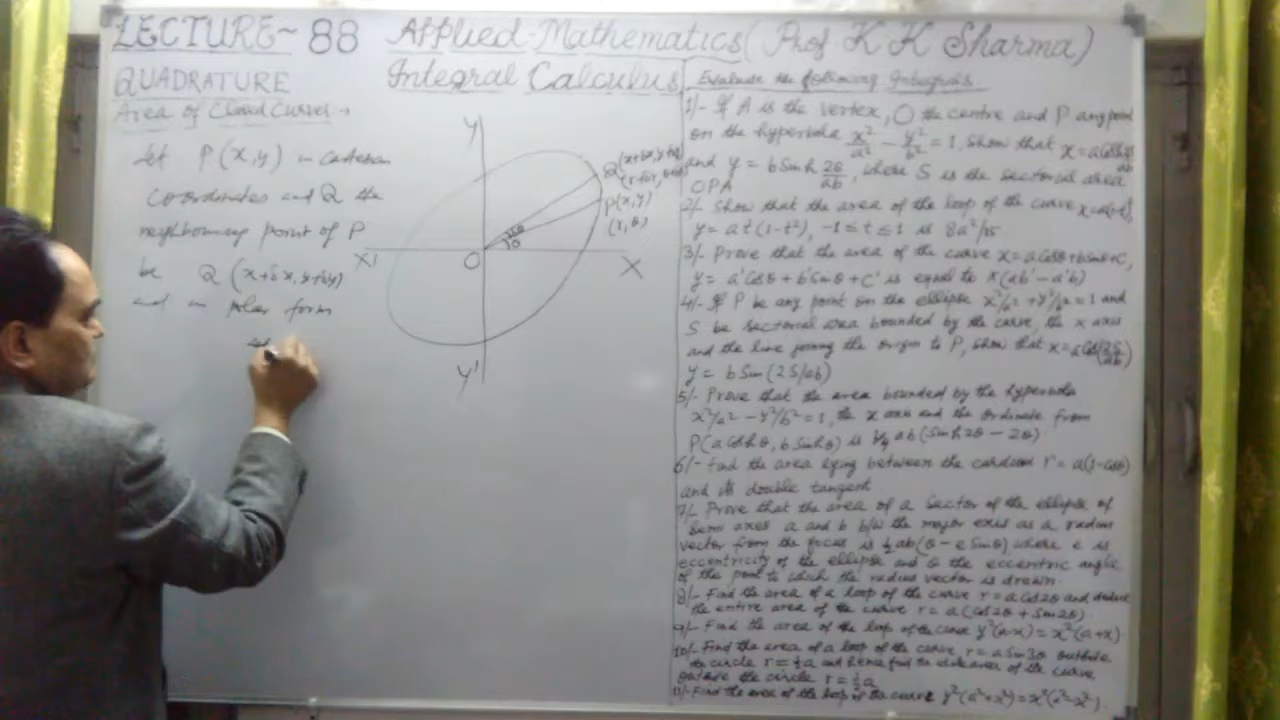 LECTURE~88 Applied-Mathematics (Prof K.K Sharma)
QUADRATURE
Integral Calculus
Area of Closed Curves:-
Let P(x,y) in cartesian
coordinates and Q the
neighbouring point of P
be Q (x+δx, y+δy)
and in Polar form
Y
Q(x+δx,y+δy)
P(x,y)
(r,θ)
δθ
θ
X'
O
X
Y'
Evaluate the following Integrals
1/- If A is the vertex, O the centre and P any point
on the hyperbola x²/a² - y²/b² = 1, Show that x = a Cosh 2S/ab
and y = b Sinh 2S/ab, where S is the sectorial area
OPA
2/- Show that the area of the loop of the curve x = a(1-t²),
y = at(1-t²), -1≤t≤1 is 8a²/15
3/- Prove that the area of the curve x = a Cosθ + b Sinθ + C,
y = a' Cosθ + b' Sinθ + C' is equal to π(ab' - a'b)
4/- If P be any point on the ellipse x²/a² + y²/b² = 1 and
S be sectorial area bounded by the curve, the x axis
and the line joining the origin to P, show that x = a Cos(2S/ab)
y = b Sin (2S/ab)
5/- Prove that the area bounded by the hyperbola
x²/a² - y²/b² = 1, the x axis and the ordinate from
P(a Coshθ, b Sinhθ) is 1/4 ab (Sinh 2θ - 2θ)
6/- Find the area lying between the cardioid r = a(1-Cosθ)
and its double tangent
7/- Prove that the area of a sector of the ellipse of
Semi axes a and b b/w the major axis as a radius
vector from the focus is 1/2 ab (θ - e Sinθ) where e is
eccentricity of the ellipse and θ the eccentric angle
of the point to which the radius vector is drawn.
8/- Find the area of a loop of the curve r = a Cos 2θ and deduce
the entire area of the curve r = a (Cos 2θ + Sin 2θ)
9/- Find the area of the loop of the curve y²(a-x) = x²(a+x)
10/- Find the area of a loop of the curve r = a Sin 3θ outside
the circle r = 1/2 a and hence find the whole area of the curve
outside the circle r = 1/2 a
11/- Find the area of the loop of the curve y²(a²+x²) = x²(a²-x²).